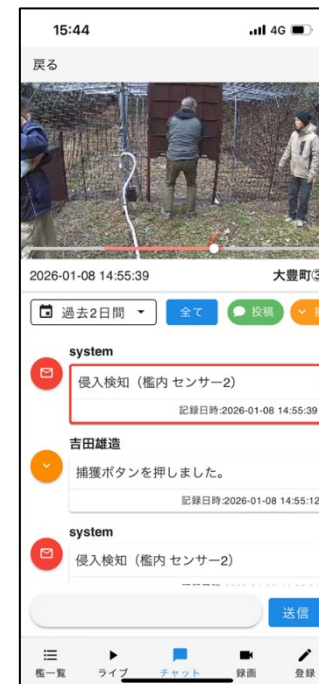 15:44
4G
戻る
2026-01-08 14:55:39
大豊町③
過去2日間
全て
投稿
system
侵入検知（檻内 センサー2）
記録日時:2026-01-08 14:55:39
吉田雄造
捕獲ボタンを押しました。
記録日時:2026-01-08 14:55:12
system
侵入検知（檻内 センサー2）
送信
檻一覧
ライブ
チャット
録画
登録